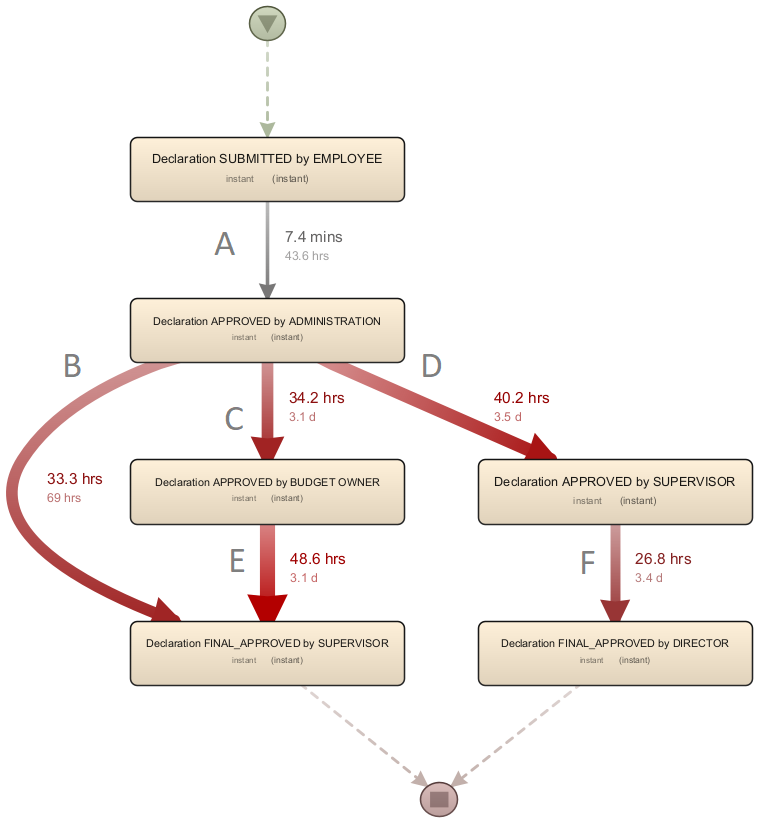 Declaration SUBMITTED by EMPLOYEE
instant (instant)
A
7.4 mins
43.6 hrs
Declaration APPROVED by ADMINISTRATION
instant (instant)
B
33.3 hrs
69 hrs
C
34.2 hrs
3.1 d
D
40.2 hrs
3.5 d
Declaration APPROVED by BUDGET OWNER
instant (instant)
Declaration APPROVED by SUPERVISOR
instant (instant)
E
48.6 hrs
3.1 d
F
26.8 hrs
3.4 d
Declaration FINAL_APPROVED by SUPERVISOR
instant (instant)
Declaration FINAL_APPROVED by DIRECTOR
instant (instant)